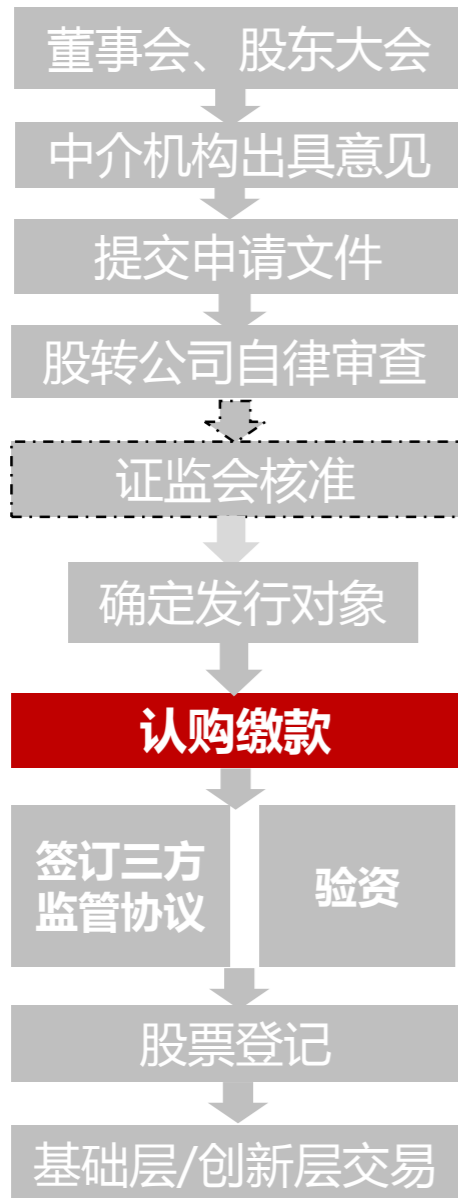 董事会、股东大会
中介机构出具意见
提交申请文件
股转公司自律审查
证监会核准
确定发行对象
认购缴款
签订三方
监管协议
验资
股票登记
基础层/创新层交易